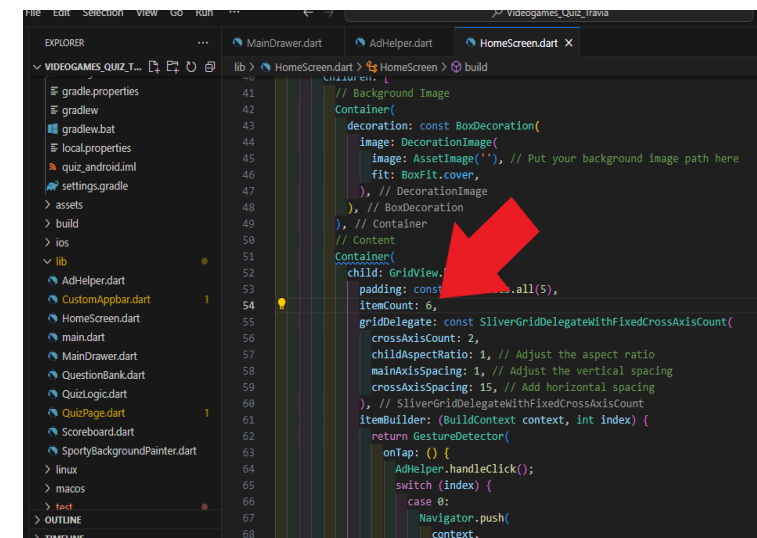 File Edit Selection View Go Run ··· ← → Videogames_Quiz_Travia
EXPLORER ···
VIDEOGAMES_QUIZ_T...
gradle.properties
gradlew
gradlew.bat
local.properties
quiz_android.iml
settings.gradle
assets
build
ios
lib
AdHelper.dart
CustomAppbar.dart 1
HomeScreen.dart
main.dart
MainDrawer.dart
QuestionBank.dart
QuizLogic.dart
QuizPage.dart 1
Scoreboard.dart
SportyBackgroundPainter.dart
linux
macos
test
OUTLINE
TIMELINE
MainDrawer.dart AdHelper.dart HomeScreen.dart ×
lib > HomeScreen.dart > HomeScreen > build
40 children: [
41 // Background Image
42 Container(
43 decoration: const BoxDecoration(
44 image: DecorationImage(
45 image: AssetImage(''), // Put your background image path here
46 fit: BoxFit.cover,
47 ), // DecorationImage
48 ), // BoxDecoration
49 ), // Container
50 // Content
51 Container(
52 child: GridView.
53 padding: const .all(5),
54 itemCount: 6,
55 gridDelegate: const SliverGridDelegateWithFixedCrossAxisCount(
56 crossAxisCount: 2,
57 childAspectRatio: 1, // Adjust the aspect ratio
58 mainAxisSpacing: 1, // Adjust the vertical spacing
59 crossAxisSpacing: 15, // Add horizontal spacing
60 ), // SliverGridDelegateWithFixedCrossAxisCount
61 itemBuilder: (BuildContext context, int index) {
62 return GestureDetector(
63 onTap: () {
64 AdHelper.handleClick();
65 switch (index) {
66 case 0:
67 Navigator.push(
68 context,